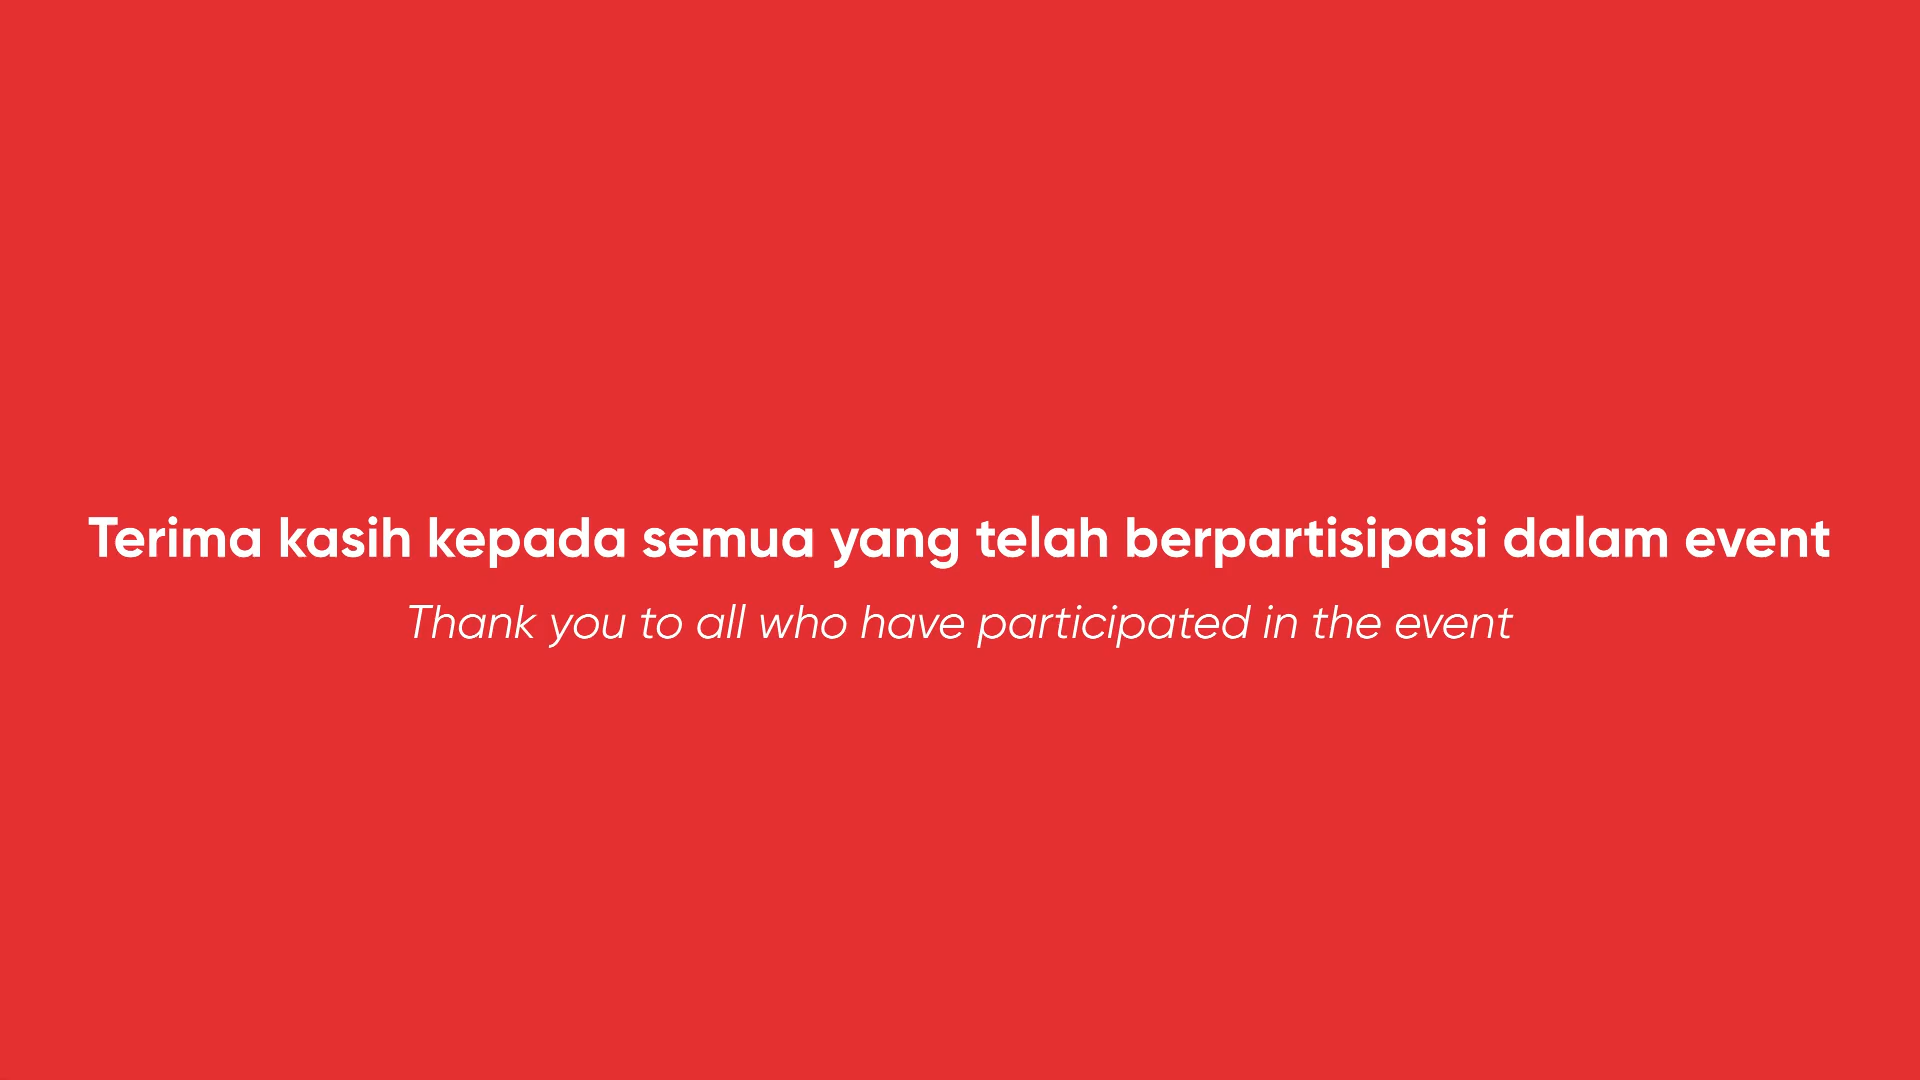 Terima kasih kepada semua yang telah berpartisipasi dalam event
Thank you to all who have participated in the event